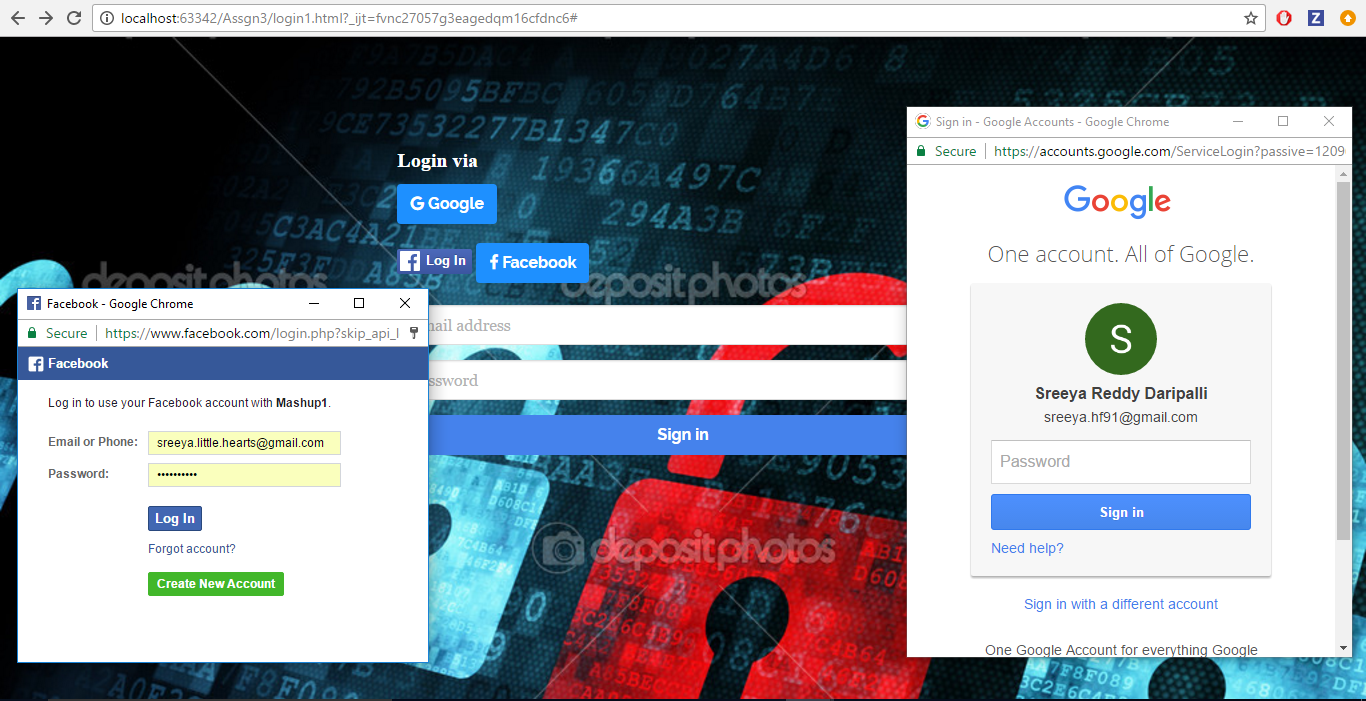 localhost:63342/Assgn3/login1.html?_ijt=fvnc27057g3eagedqm16cfdnc6#
Login via
G Google
f Log In
f Facebook
depositphotos
depositphotos
ail address
ssword
Sign in
depositphotos
Facebook - Google Chrome
Secure
https://www.facebook.com/login.php?skip_api_l
Facebook
Log in to use your Facebook account with Mashup1.
Email or Phone:
sreeya.little.hearts@gmail.com
Password:
••••••••••
Log In
Forgot account?
Create New Account
Sign in - Google Accounts - Google Chrome
Secure
https://accounts.google.com/ServiceLogin?passive=1209
Google
One account. All of Google.
S
Sreeya Reddy Daripalli
sreeya.hf91@gmail.com
Password
Sign in
Need help?
Sign in with a different account
One Google Account for everything Google